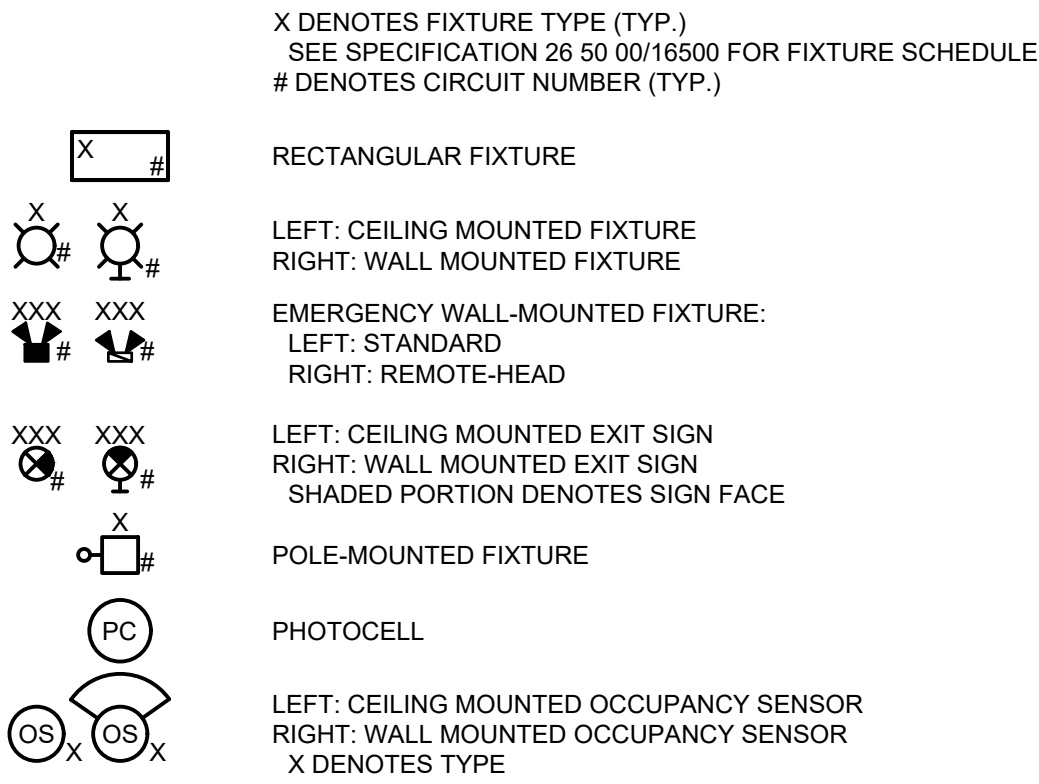 X DENOTES FIXTURE TYPE (TYP.)
SEE SPECIFICATION 26 50 00/16500 FOR FIXTURE SCHEDULE
# DENOTES CIRCUIT NUMBER (TYP.)
X
#
RECTANGULAR FIXTURE
X X
# #
LEFT: CEILING MOUNTED FIXTURE
RIGHT: WALL MOUNTED FIXTURE
XXX XXX
# #
EMERGENCY WALL-MOUNTED FIXTURE:
LEFT: STANDARD
RIGHT: REMOTE-HEAD
XXX XXX
# #
LEFT: CEILING MOUNTED EXIT SIGN
RIGHT: WALL MOUNTED EXIT SIGN
SHADED PORTION DENOTES SIGN FACE
X
#
POLE-MOUNTED FIXTURE
PC
PHOTOCELL
OS X OS X
LEFT: CEILING MOUNTED OCCUPANCY SENSOR
RIGHT: WALL MOUNTED OCCUPANCY SENSOR
X DENOTES TYPE